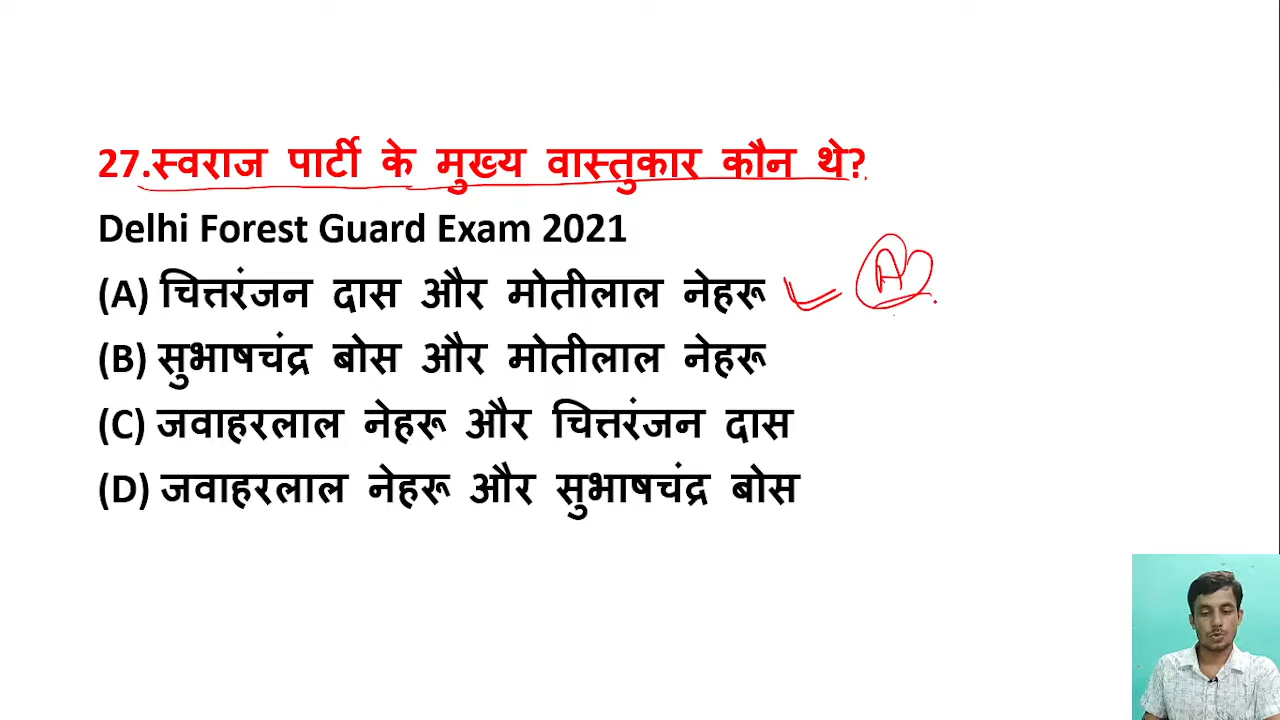 27.स्वराज पार्टी के मुख्य वास्तुकार कौन थे?
Delhi Forest Guard Exam 2021
(A) चित्तरंजन दास और मोतीलाल नेहरू A
(B) सुभाषचंद्र बोस और मोतीलाल नेहरू
(C) जवाहरलाल नेहरू और चित्तरंजन दास
(D) जवाहरलाल नेहरू और सुभाषचंद्र बोस